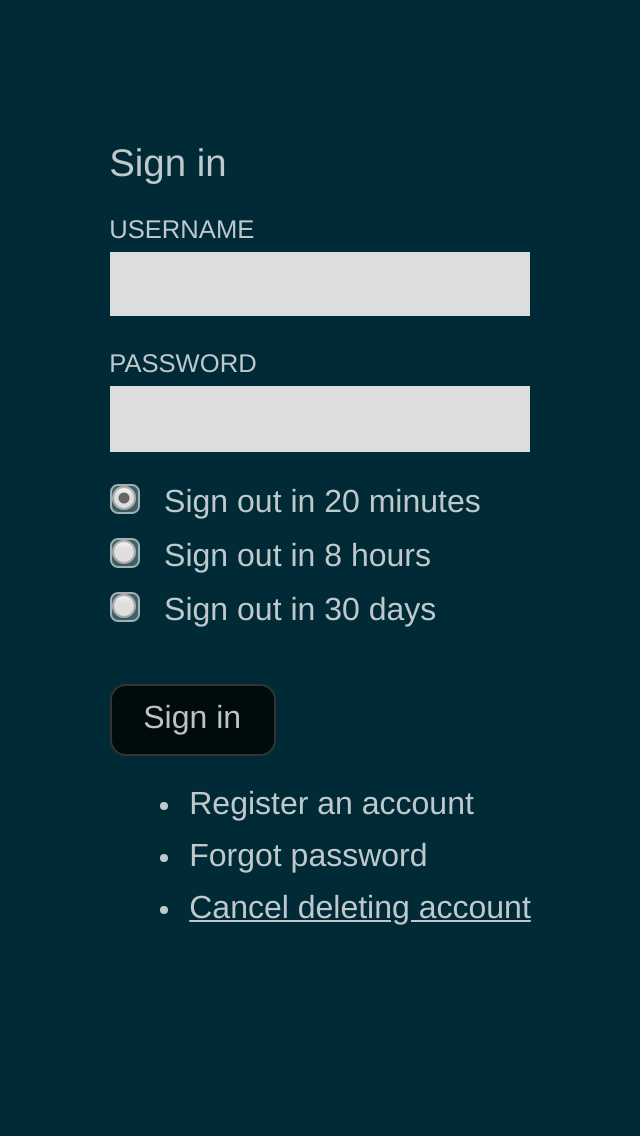 Sign in
USERNAME
PASSWORD
Sign out in 20 minutes
Sign out in 8 hours
Sign out in 30 days
Sign in
Register an account
Forgot password
Cancel deleting account